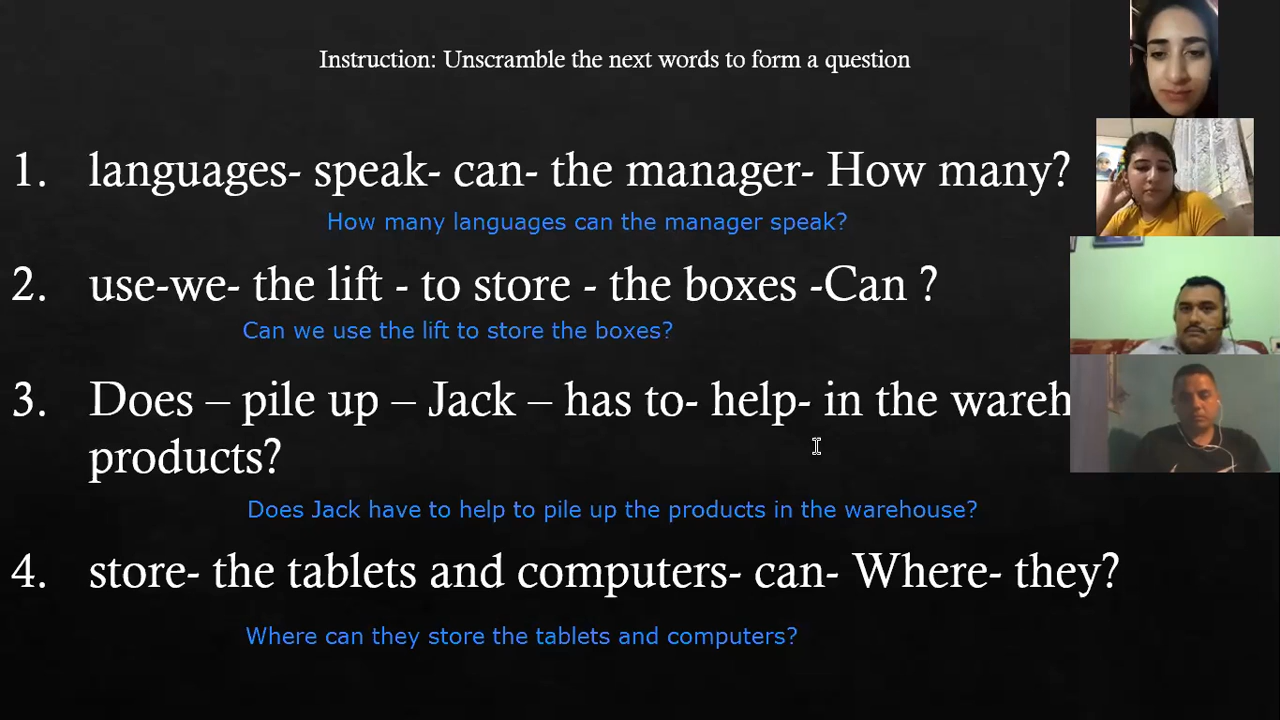 Instruction: Unscramble the next words to form a question
1. languages- speak- can- the manager- How many?
How many languages can the manager speak?
2. use-we- the lift - to store - the boxes -Can ?
Can we use the lift to store the boxes?
3. Does – pile up – Jack – has to- help- in the wareh
products?
Does Jack have to help to pile up the products in the warehouse?
4. store- the tablets and computers- can- Where- they?
Where can they store the tablets and computers?